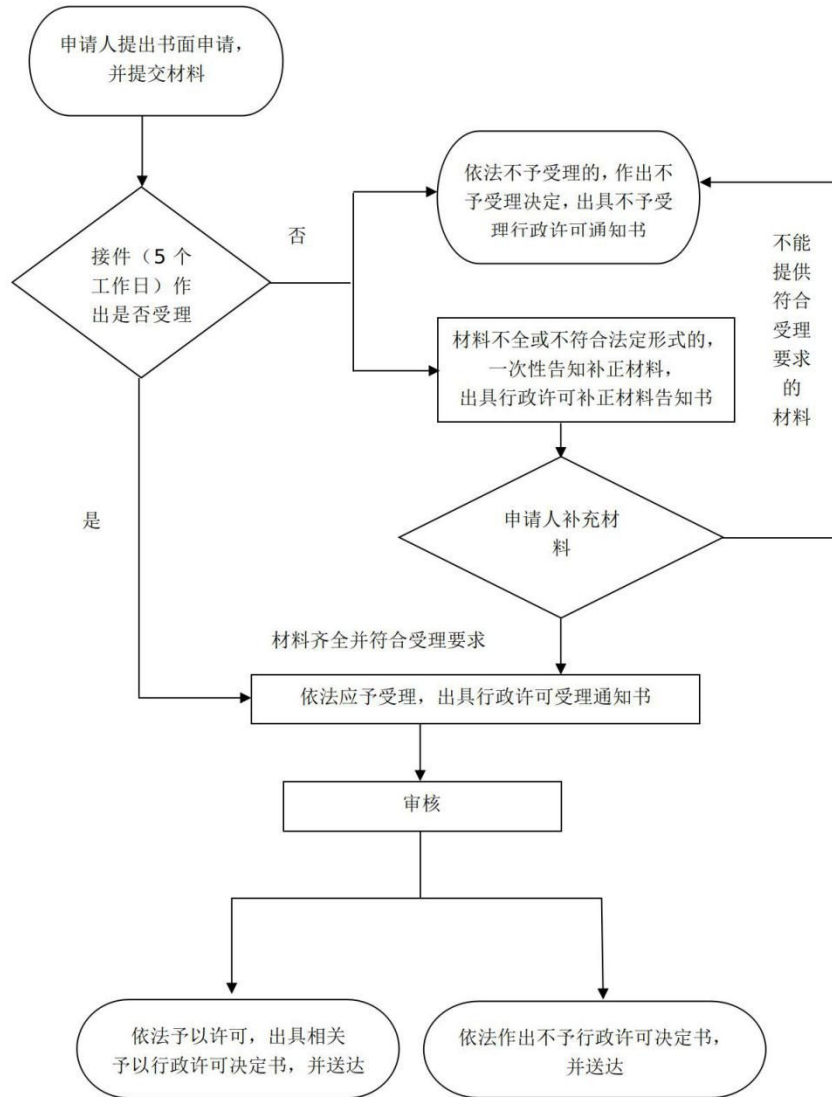 申请人提出书面申请，
并提交材料
依法不予受理的，作出不
予受理决定，出具不予受
理行政许可通知书
否
不能
提供
符合
受理
要求
的
材料
接件（5 个
工作日）作
出是否受理
材料不全或不符合法定形式的，
一次性告知补正材料，
出具行政许可补正材料告知书
是
申请人补充材
料
材料齐全并符合受理要求
依法应予受理，出具行政许可受理通知书
审核
依法予以许可，出具相关
予以行政许可决定书，并送达
依法作出不予行政许可决定书，
并送达